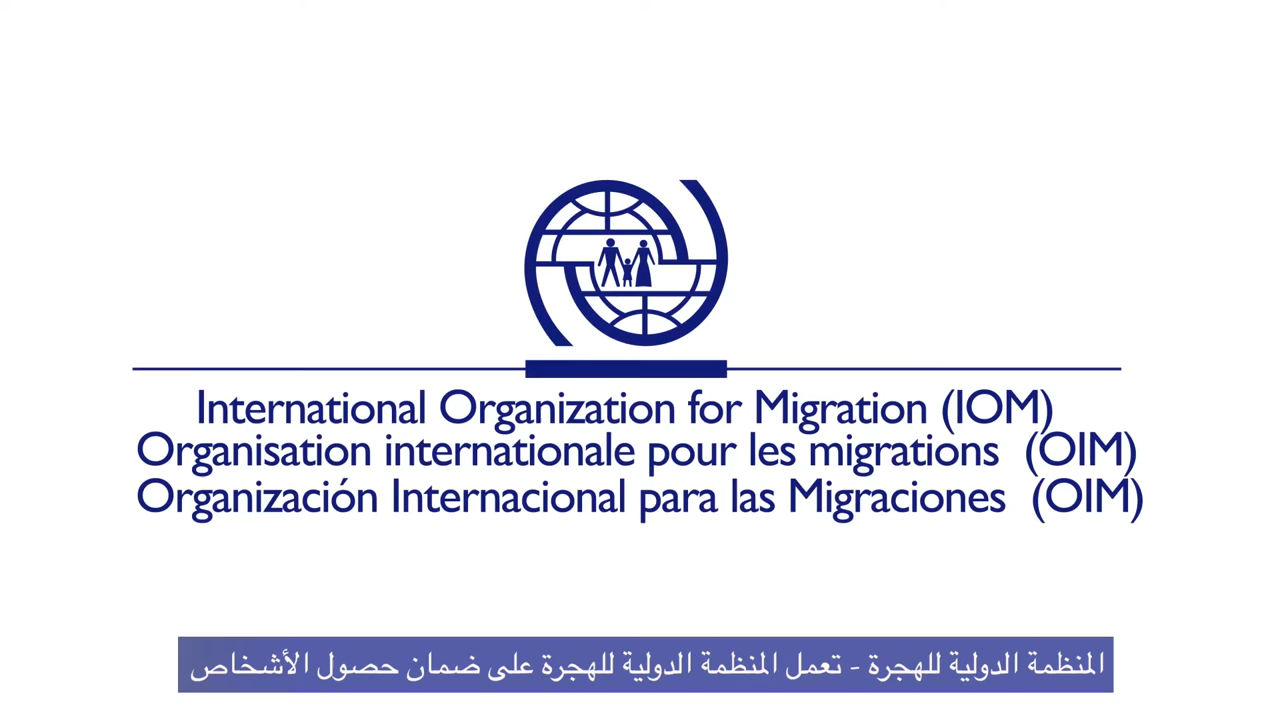 International Organization for Migration (IOM)
Organisation internationale pour les migrations (OIM)
Organización Internacional para las Migraciones (OIM)
المنظمة الدولية للهجرة - تعمل المنظمة الدولية للهجرة على ضمان حصول الأشخاص